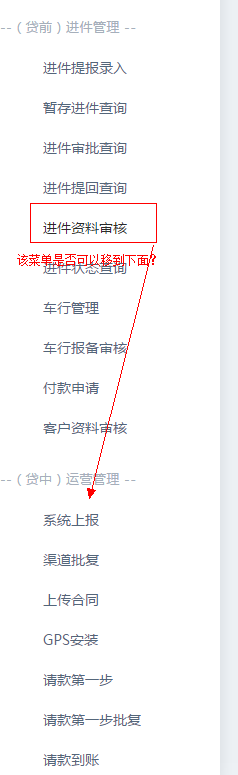 --（贷前）进件管理 --
进件提报录入
暂存进件查询
进件审批查询
进件提回查询
进件资料审核
该菜单是否可以移到下面？
进件状态查询
车行管理
车行报备审核
付款申请
客户资料审核
--（贷中）运营管理 --
系统上报
渠道批复
上传合同
GPS安装
请款第一步
请款第一步批复
请款到账